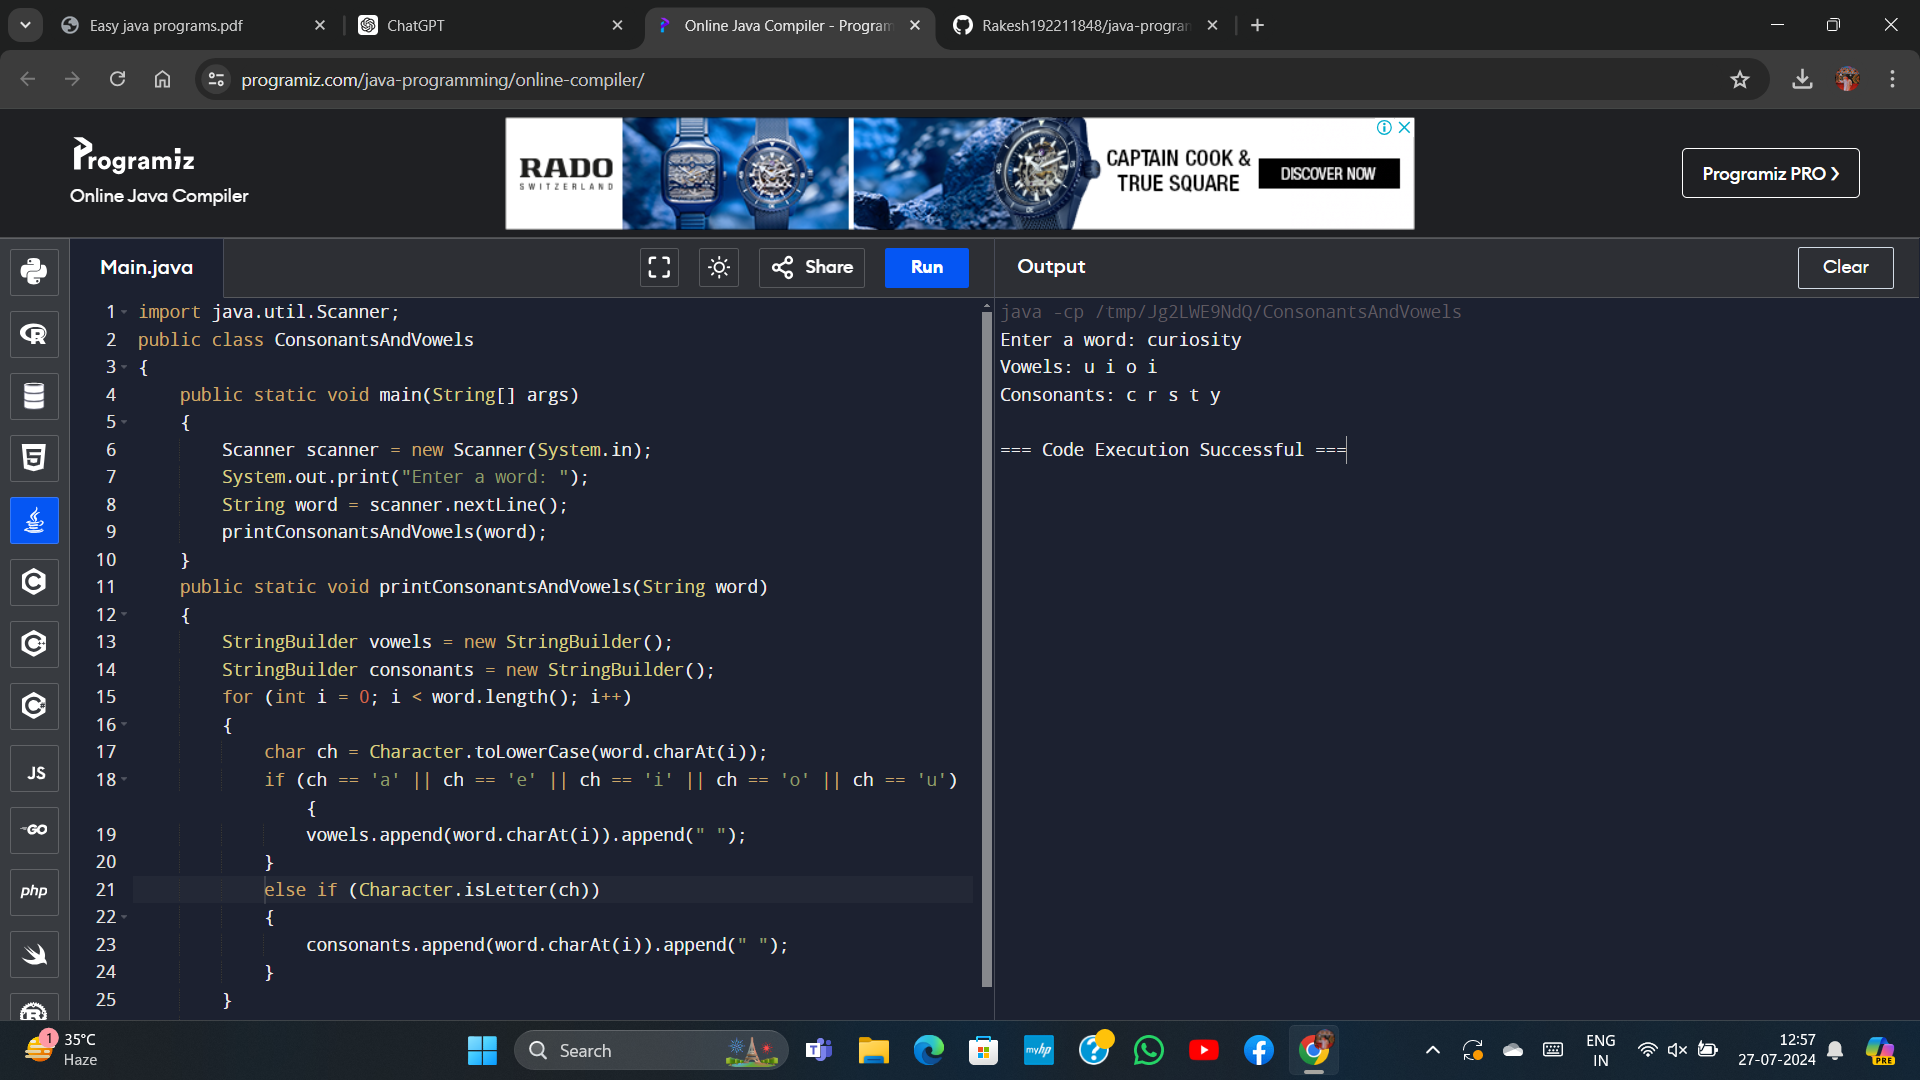 Easy java programs.pdf
ChatGPT
Online Java Compiler - Program
Rakesh192211848/java-program
programiz.com/java-programming/online-compiler/
Programiz
Online Java Compiler
RADO
SWITZERLAND
CAPTAIN COOK &
TRUE SQUARE
DISCOVER NOW
Programiz PRO
Main.java
Share
Run
Output
Clear
1 import java.util.Scanner;
2 public class ConsonantsAndVowels
3 {
4 public static void main(String[] args)
5 {
6 Scanner scanner = new Scanner(System.in);
7 System.out.print("Enter a word: ");
8 String word = scanner.nextLine();
9 printConsonantsAndVowels(word);
10 }
11 public static void printConsonantsAndVowels(String word)
12 {
13 StringBuilder vowels = new StringBuilder();
14 StringBuilder consonants = new StringBuilder();
15 for (int i = 0; i < word.length(); i++)
16 {
17 char ch = Character.toLowerCase(word.charAt(i));
18 if (ch == 'a' || ch == 'e' || ch == 'i' || ch == 'o' || ch == 'u')
{
19 vowels.append(word.charAt(i)).append(" ");
20 }
21 else if (Character.isLetter(ch))
22 {
23 consonants.append(word.charAt(i)).append(" ");
24 }
25 }
java -cp /tmp/Jg2LWE9NdQ/ConsonantsAndVowels
Enter a word: curiosity
Vowels: u i o i
Consonants: c r s t y
=== Code Execution Successful ===
JS
GO
php
1
35°C
Haze
Search
myhp
ENG
IN
12:57
27-07-2024
PRE